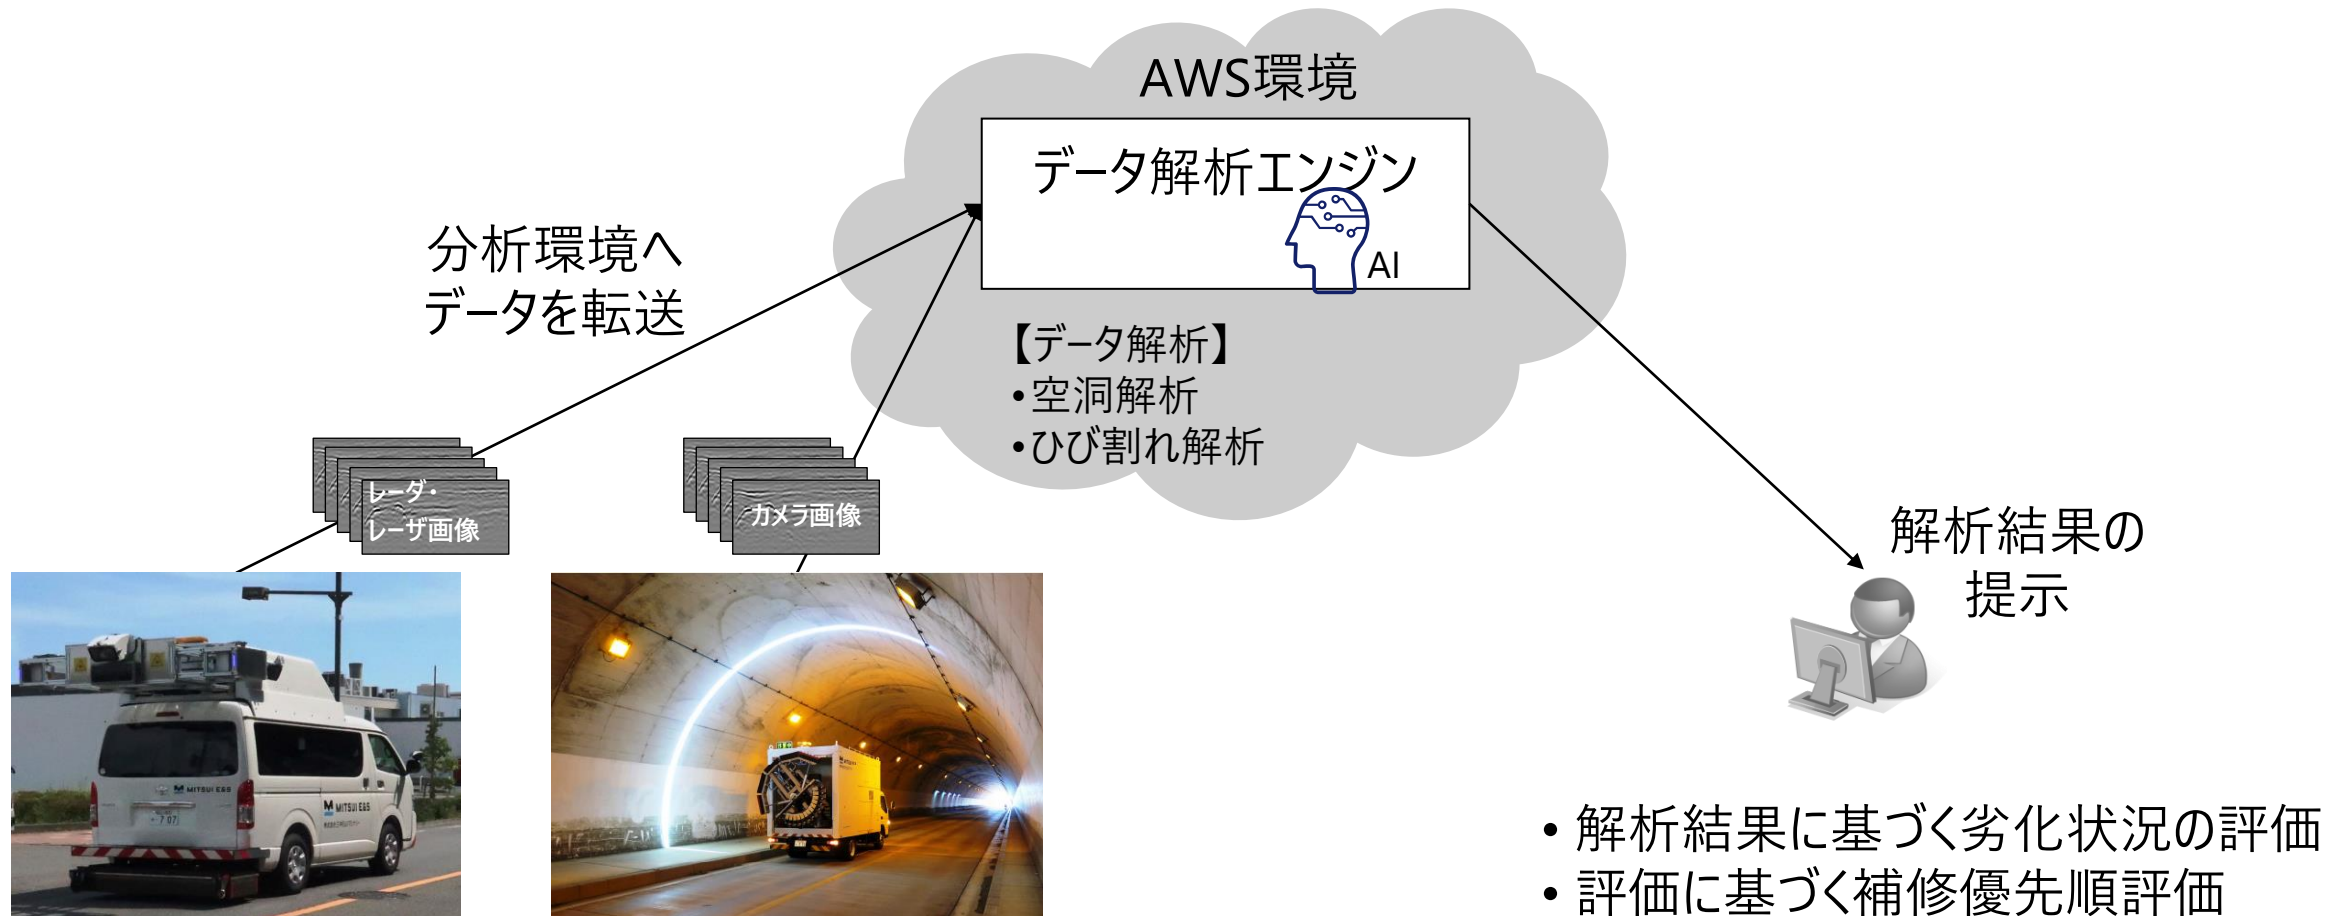 AWS環境
データ解析エンジン
AI
分析環境へ
データを転送
【データ解析】
・空洞解析
・ひび割れ解析
レーダ・
レーザ画像
カメラ画像
解析結果の
提示
MITSUI E&S
MITSUI E&S
・7 07
• 解析結果に基づく劣化状況の評価
• 評価に基づく補修優先順評価